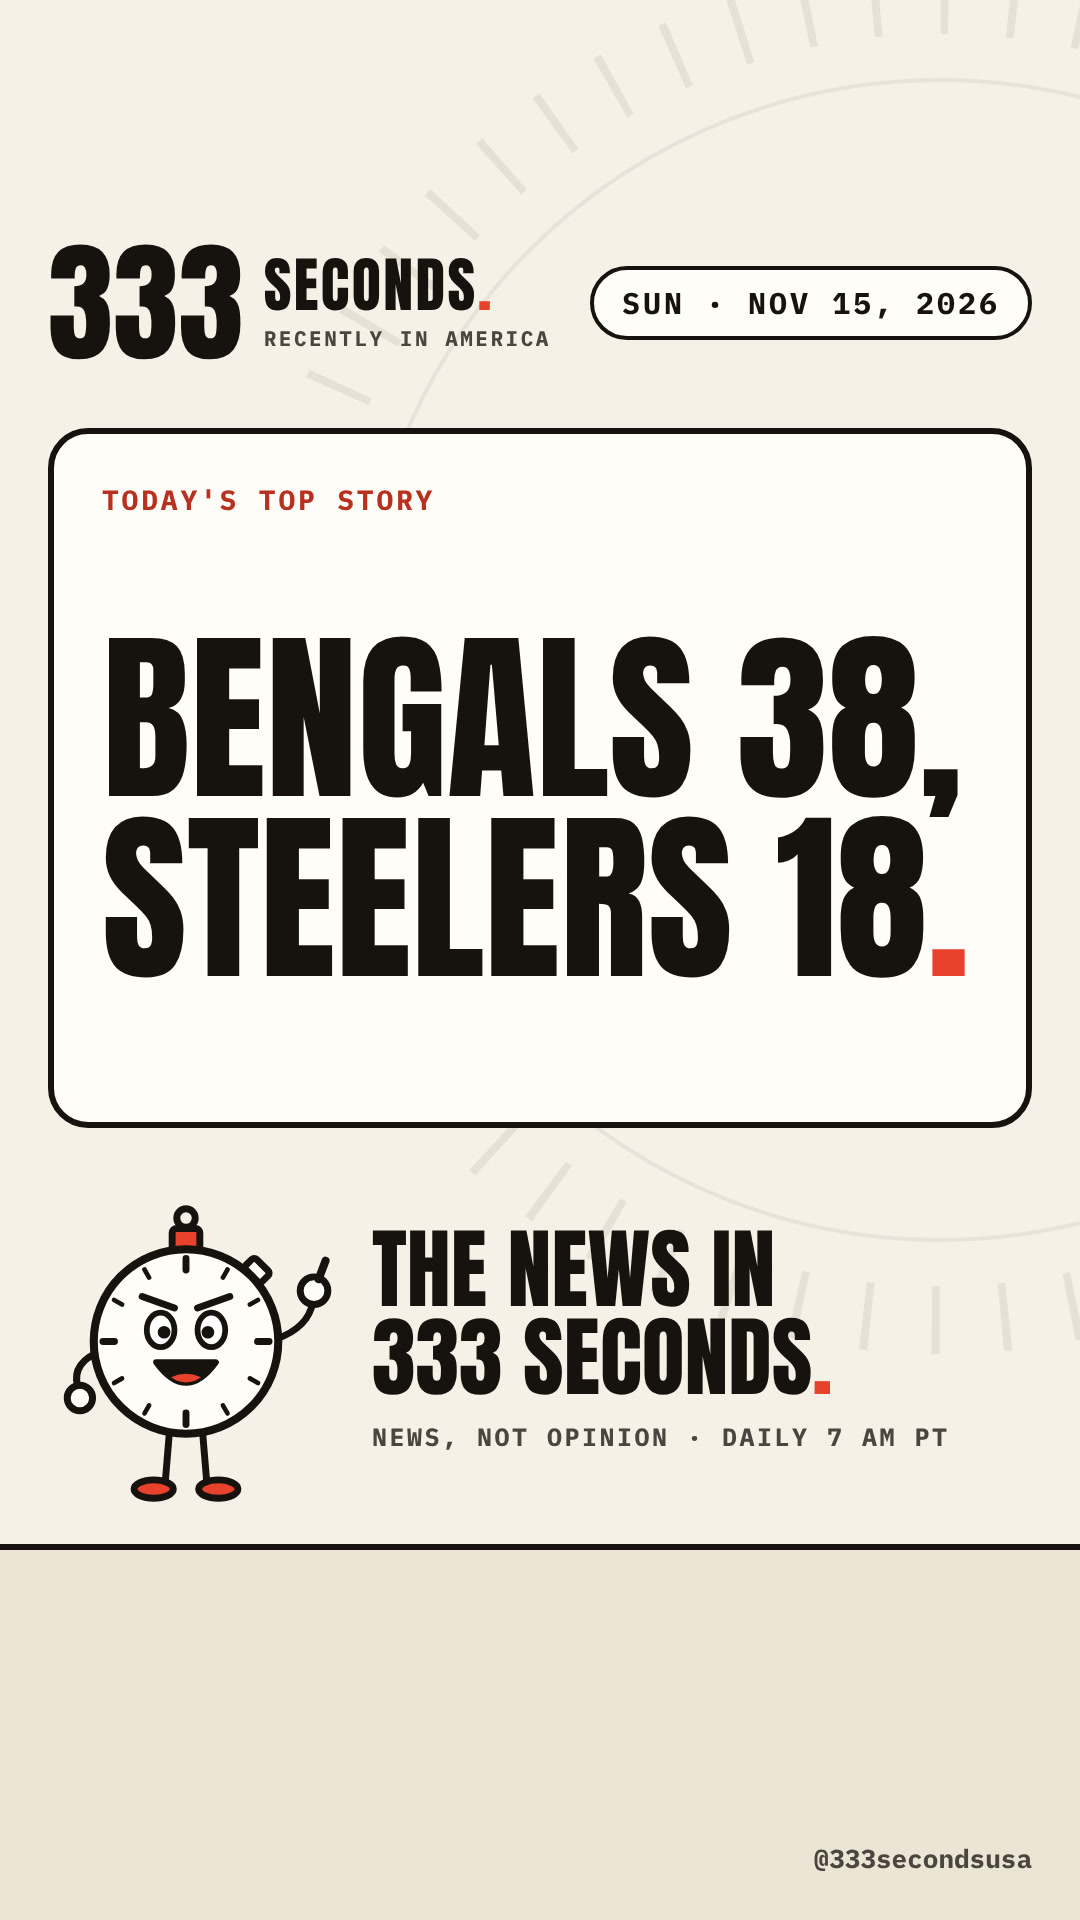 333 SECONDS.
RECENTLY IN AMERICA
SUN · NOV 15, 2026
TODAY'S TOP STORY
BENGALS 38,
STEELERS 18.
THE NEWS IN
333 SECONDS.
NEWS, NOT OPINION · DAILY 7 AM PT
@333secondsusa